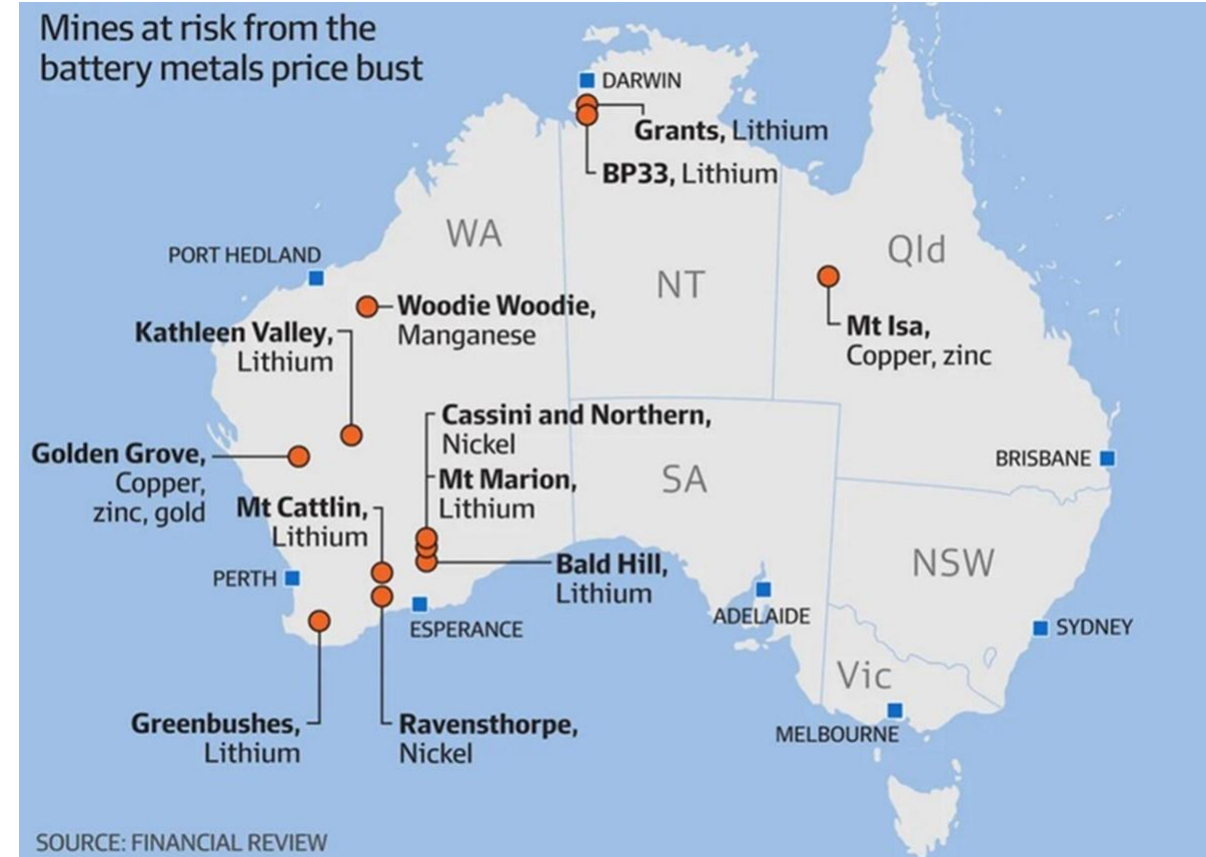 Mines at risk from the
battery metals price bust
DARWIN
Grants, Lithium
BP33, Lithium
WA
PORT HEDLAND
NT
Qld
Woodie Woodie,
Manganese
Kathleen Valley,
Lithium
Mt Isa,
Copper, zinc
Cassini and Northern,
Nickel
Golden Grove,
Copper,
zinc, gold
Mt Marion,
Lithium
SA
BRISBANE
Mt Cattlin,
Lithium
PERTH
Bald Hill,
Lithium
NSW
ESPERANCE
ADELAIDE
SYDNEY
Vic
Greenbushes,
Lithium
Ravensthorpe,
Nickel
MELBOURNE
SOURCE: FINANCIAL REVIEW